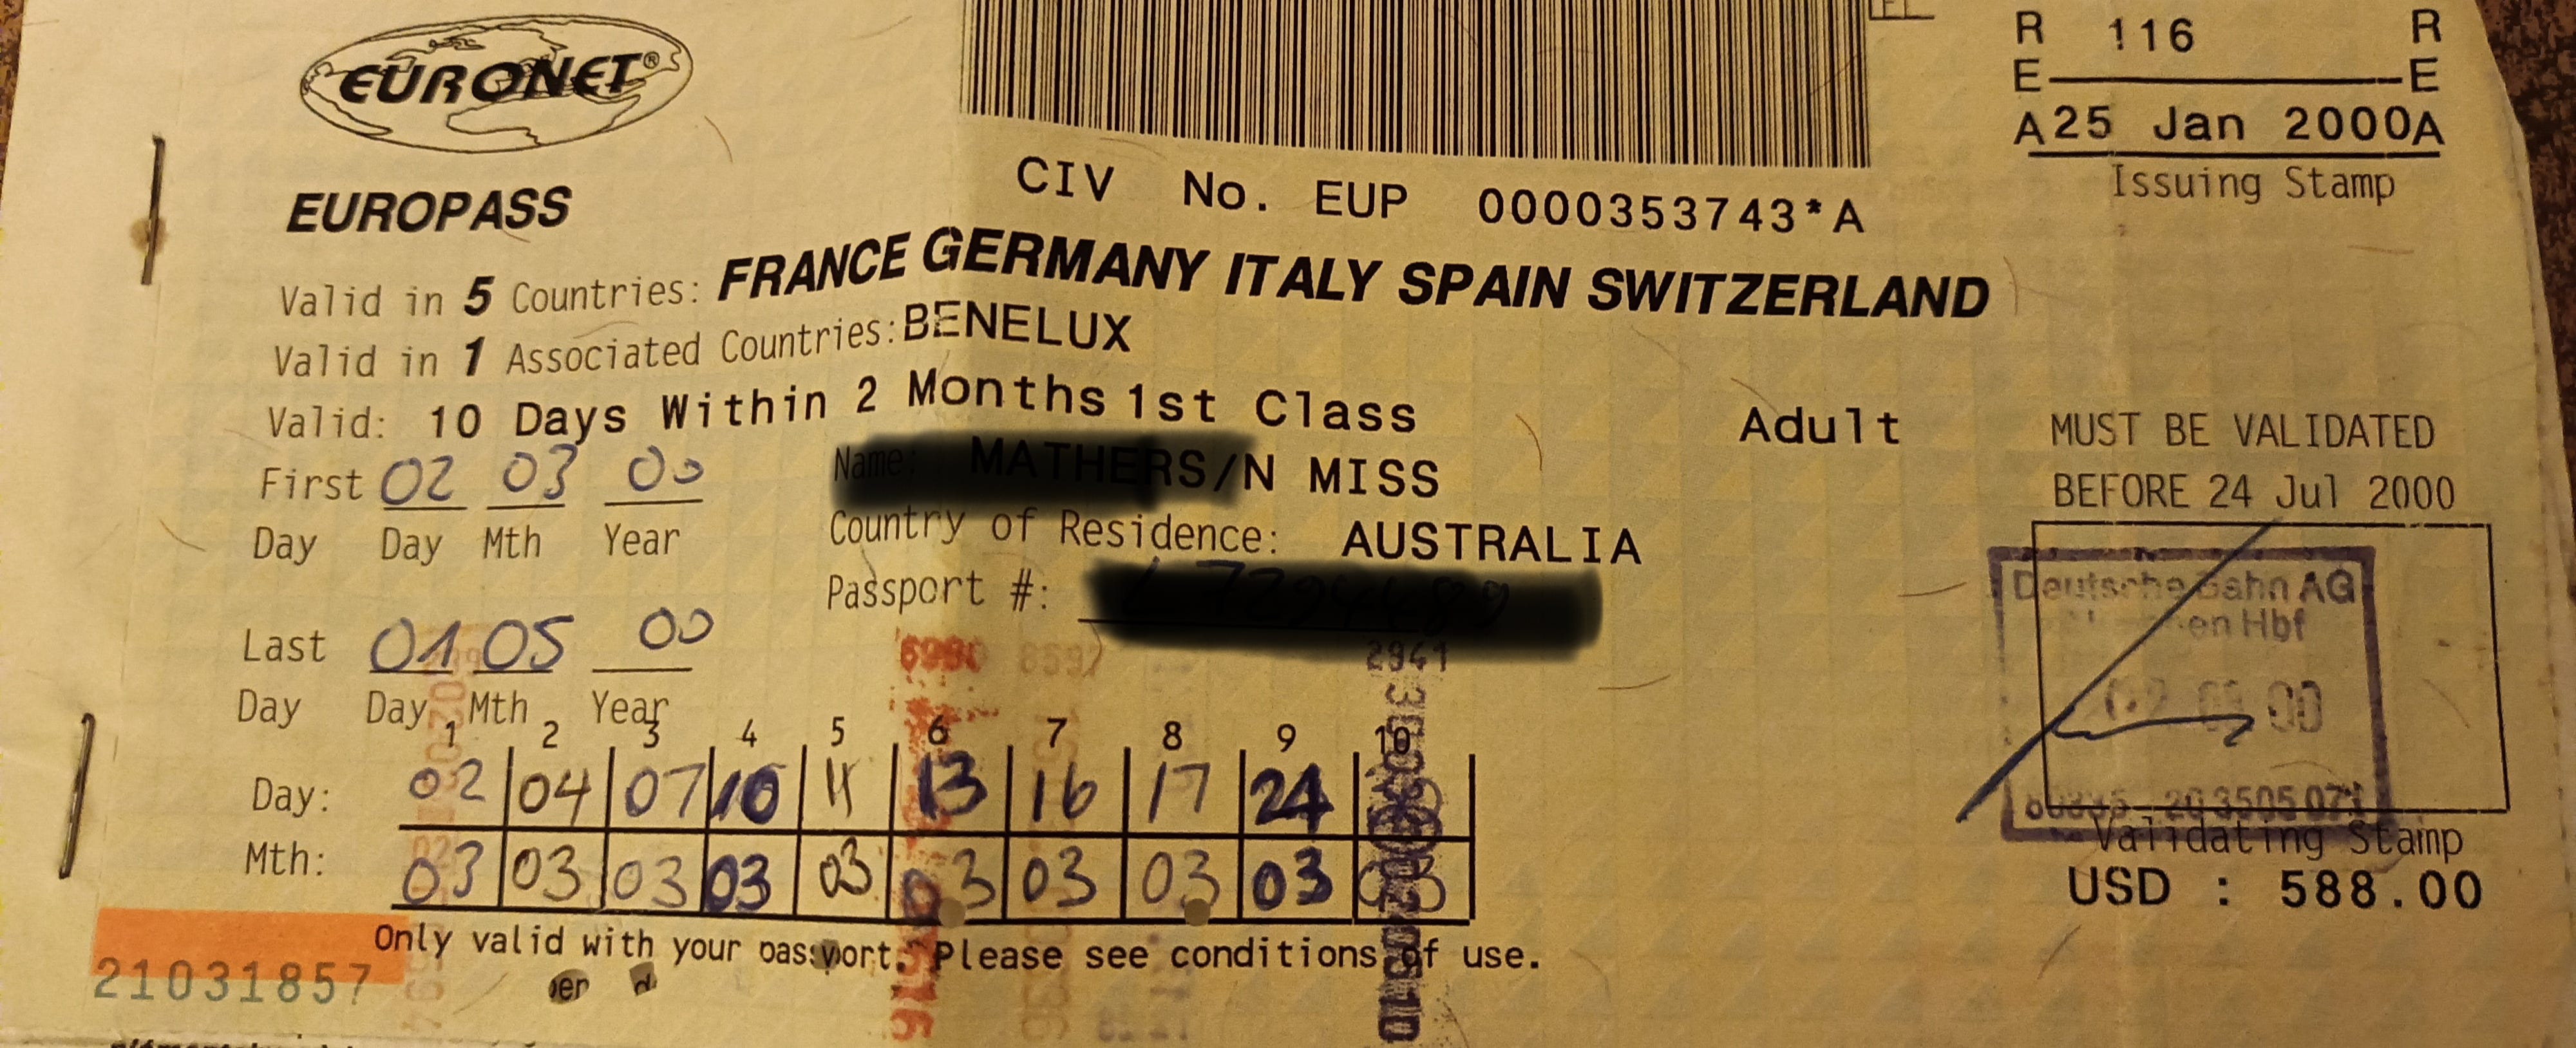 EURONET®
R 116 R
E E
A 25 Jan 2000 A
Issuing Stamp
CIV No. EUP 0000353743*A
EUROPASS
Valid in 5 Countries: FRANCE GERMANY ITALY SPAIN SWITZERLAND
Valid in 1 Associated Countries: BENELUX
Valid: 10 Days Within 2 Months 1st Class Adult
MUST BE VALIDATED
BEFORE 24 Jul 2000
First 02 03 00
Day Day Mth Year
Name: N MISS
Country of Residence: AUSTRALIA
Passport #:
Last 01 05 00
Day Day Mth Year
Deutsche Bahn AG
Hbf
2941
1 2 3 4 5 6 7 8 9 10
Day: 02 04 07 10 11 13 16 17 24
Mth: 03 03 03 03 03 03 03 03 03 03
Validating Stamp
USD : 588.00
Only valid with your passport. Please see conditions of use.
21031857